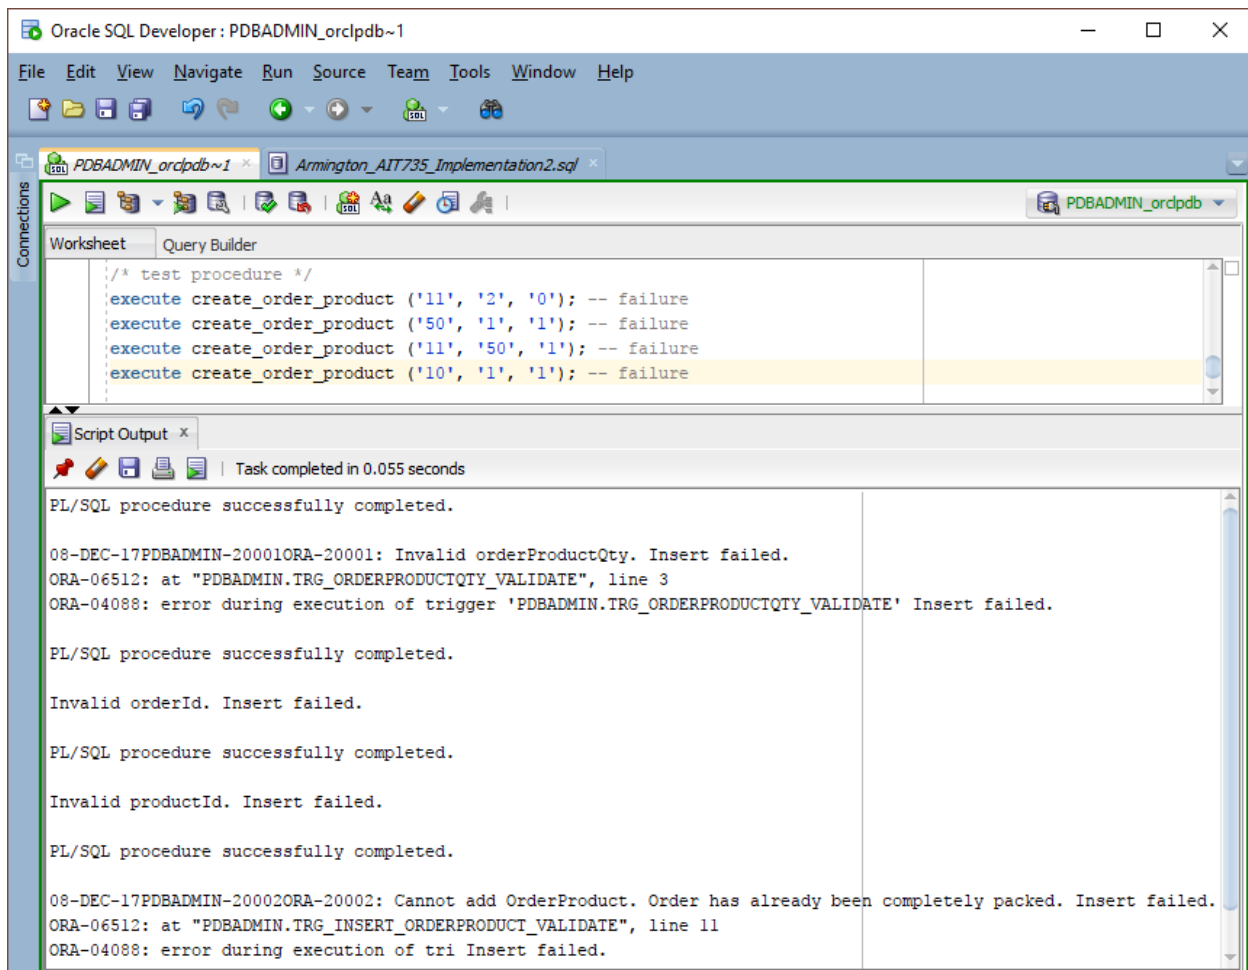 Oracle SQL Developer : PDBADMIN_orclpdb~1
File Edit View Navigate Run Source Team Tools Window Help
PDBADMIN_orclpdb~1 Armington_AIT735_Implementation2.sql
Connections
PDBADMIN_orclpdb
Worksheet Query Builder
/* test procedure */
execute create_order_product ('11', '2', '0'); -- failure
execute create_order_product ('50', '1', '1'); -- failure
execute create_order_product ('11', '50', '1'); -- failure
execute create_order_product ('10', '1', '1'); -- failure
Script Output x
Task completed in 0.055 seconds
PL/SQL procedure successfully completed.
08-DEC-17PDBADMIN-20001ORA-20001: Invalid orderProductQty. Insert failed.
ORA-06512: at "PDBADMIN.TRG_ORDERPRODUCTQTY_VALIDATE", line 3
ORA-04088: error during execution of trigger 'PDBADMIN.TRG_ORDERPRODUCTQTY_VALIDATE' Insert failed.
PL/SQL procedure successfully completed.
Invalid orderId. Insert failed.
PL/SQL procedure successfully completed.
Invalid productId. Insert failed.
PL/SQL procedure successfully completed.
08-DEC-17PDBADMIN-20002ORA-20002: Cannot add OrderProduct. Order has already been completely packed. Insert failed.
ORA-06512: at "PDBADMIN.TRG_INSERT_ORDERPRODUCT_VALIDATE", line 11
ORA-04088: error during execution of tri Insert failed.